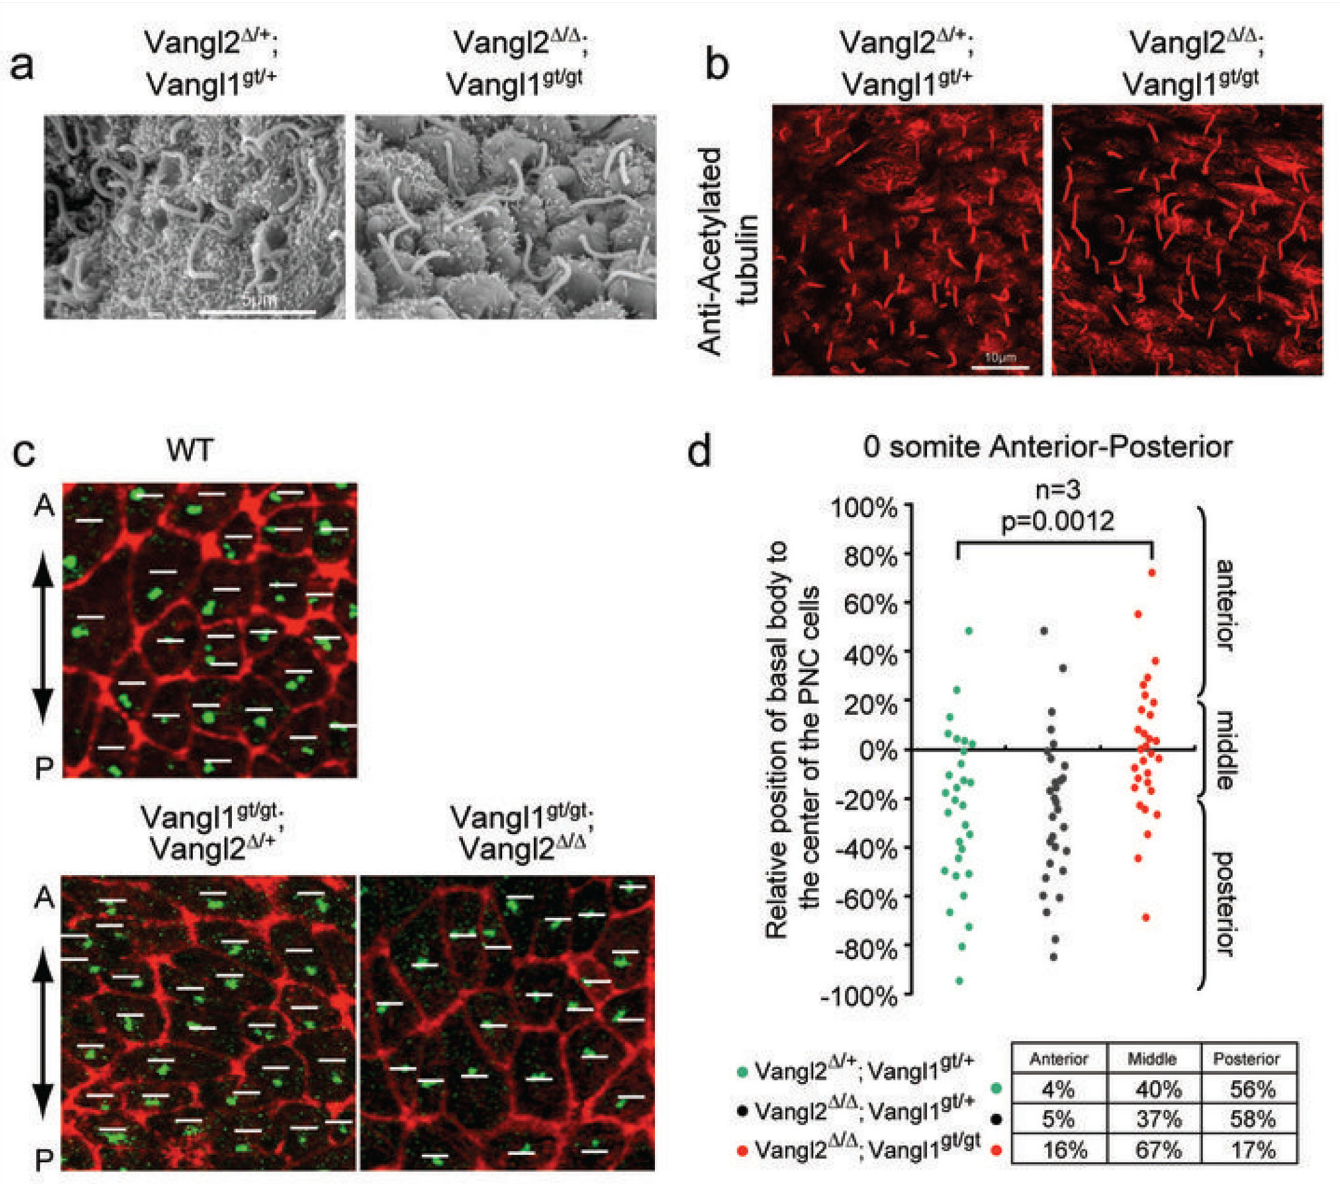 a
Vangl2Δ/+;
Vangl1gt/+
Vangl2Δ/Δ;
Vangl1gt/gt
5µm
b
Vangl2Δ/+;
Vangl1gt/+
Vangl2Δ/Δ;
Vangl1gt/gt
Anti-Acetylated
tubulin
10µm
c
WT
A
P
Vangl1gt/gt;
Vangl2Δ/+
Vangl1gt/gt;
Vangl2Δ/Δ
A
P
d
0 somite Anterior-Posterior
n=3
p=0.0012
Relative position of basal body to
the center of the PNC cells
100%
80%
60%
40%
20%
0%
-20%
-40%
-60%
-80%
-100%
anterior
middle
posterior
Vangl2Δ/+; Vangl1gt/+
Vangl2Δ/Δ; Vangl1gt/+
Vangl2Δ/Δ; Vangl1gt/gt
Anterior Middle Posterior
4% 40% 56%
5% 37% 58%
16% 67% 17%